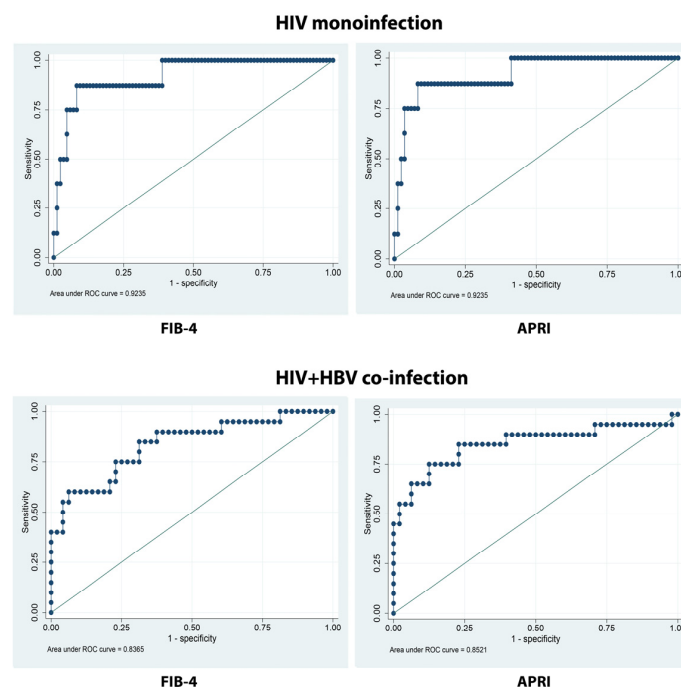 HIV monoinfection
Sensitivity
1.00
0.75
0.50
0.25
0.00
0.00 0.25 0.50 0.75 1.00
1 - specificity
Area under ROC curve = 0.9235
FIB-4
Sensitivity
1.00
0.75
0.50
0.25
0.00
0.00 0.25 0.50 0.75 1.0
1 - specificity
Area under ROC curve = 0.9235
APRI
HIV+HBV co-infection
Sensitivity
1.00
0.75
0.50
0.25
0.00
0.00 0.25 0.50 0.75 1.00
1 - specificity
Area under ROC curve = 0.8365
FIB-4
Sensitivity
1.00
0.75
0.50
0.25
0.00
0.00 0.25 0.50 0.75 1.0
1 - specificity
Area under ROC curve = 0.8521
APRI